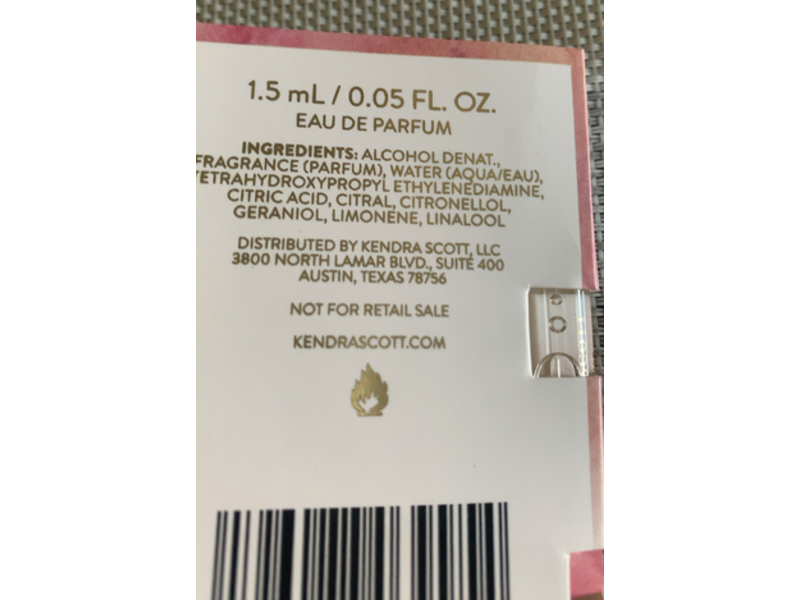 1.5 mL / 0.05 FL. OZ.
EAU DE PARFUM
INGREDIENTS: ALCOHOL DENAT.,
FRAGRANCE (PARFUM), WATER (AQUA/EAU),
TETRAHYDROXYPROPYL ETHYLENEDIAMINE,
CITRIC ACID, CITRAL, CITRONELLOL,
GERANIOL, LIMONENE, LINALOOL
DISTRIBUTED BY KENDRA SCOTT, LLC
3800 NORTH LAMAR BLVD., SUITE 400
AUSTIN, TEXAS 78756
NOT FOR RETAIL SALE
KENDRASCOTT.COM